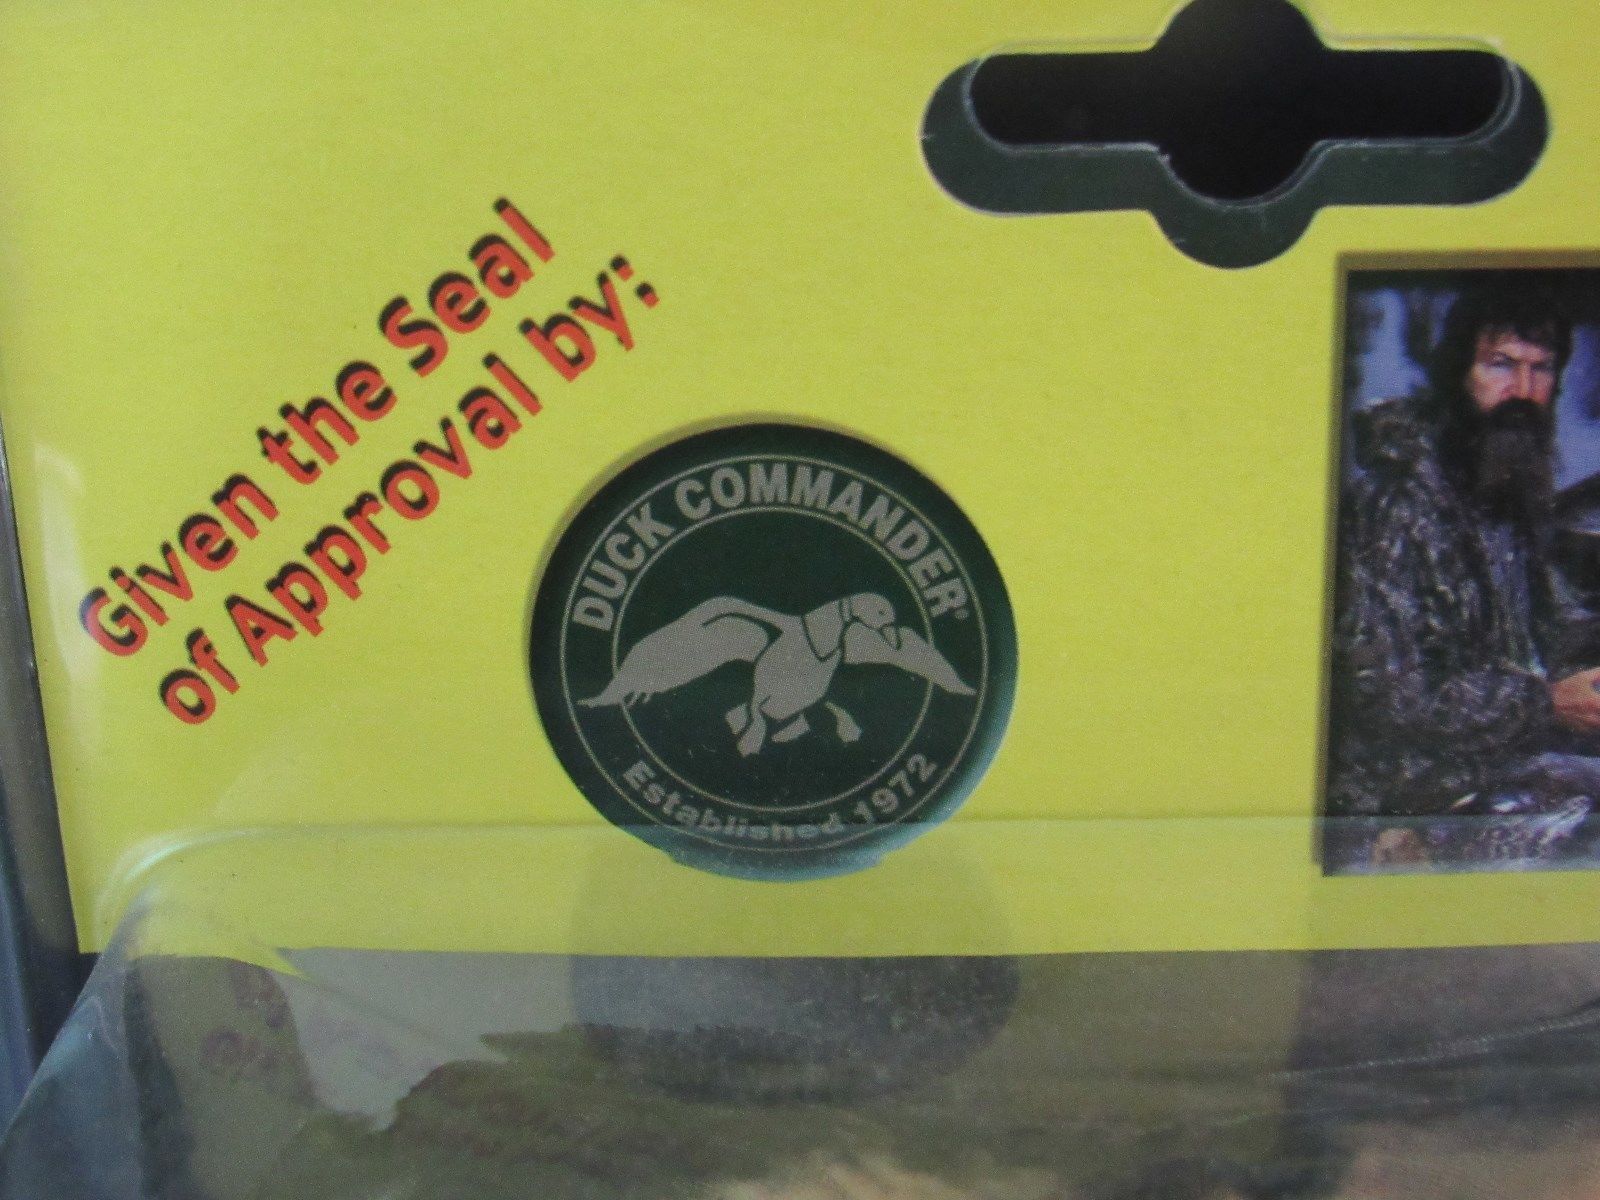 Given the Seal
of Approval by:
DUCK COMMANDER®
Established 1972